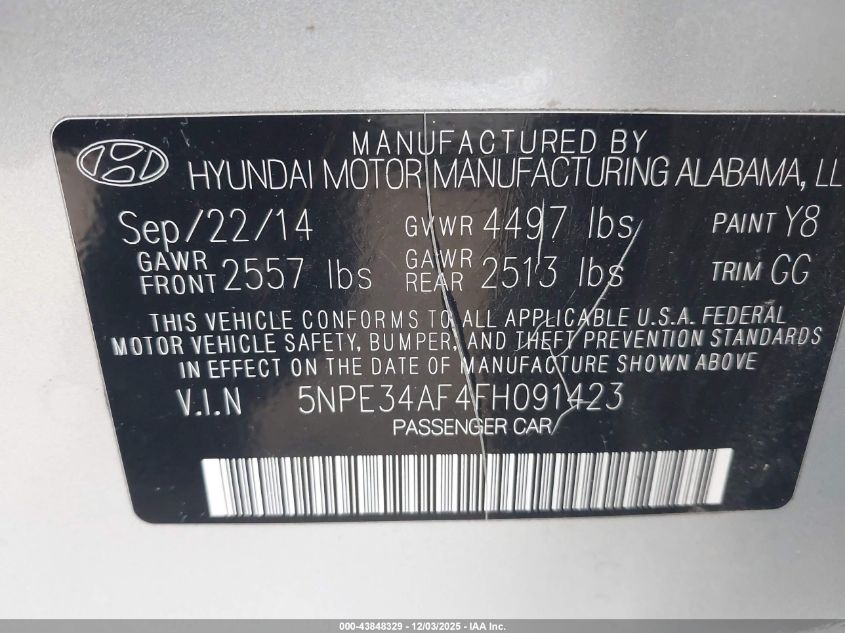 MANUFACTURED BY
HYUNDAI MOTOR MANUFACTURING ALABAMA, LL
Sep/22/14 GVWR 4497 lbs PAINT Y8
GAWR FRONT 2557 lbs GAWR REAR 2513 lbs TRIM GG
THIS VEHICLE CONFORMS TO ALL APPLICABLE U.S.A. FEDERAL
MOTOR VEHICLE SAFETY, BUMPER, AND THEFT PREVENTION STANDARDS
IN EFFECT ON THE DATE OF MANUFACTURE SHOWN ABOVE
V.I.N 5NPE34AF4FH091423
PASSENGER CAR
000-43848329 - 12/03/2025 - IAA Inc.